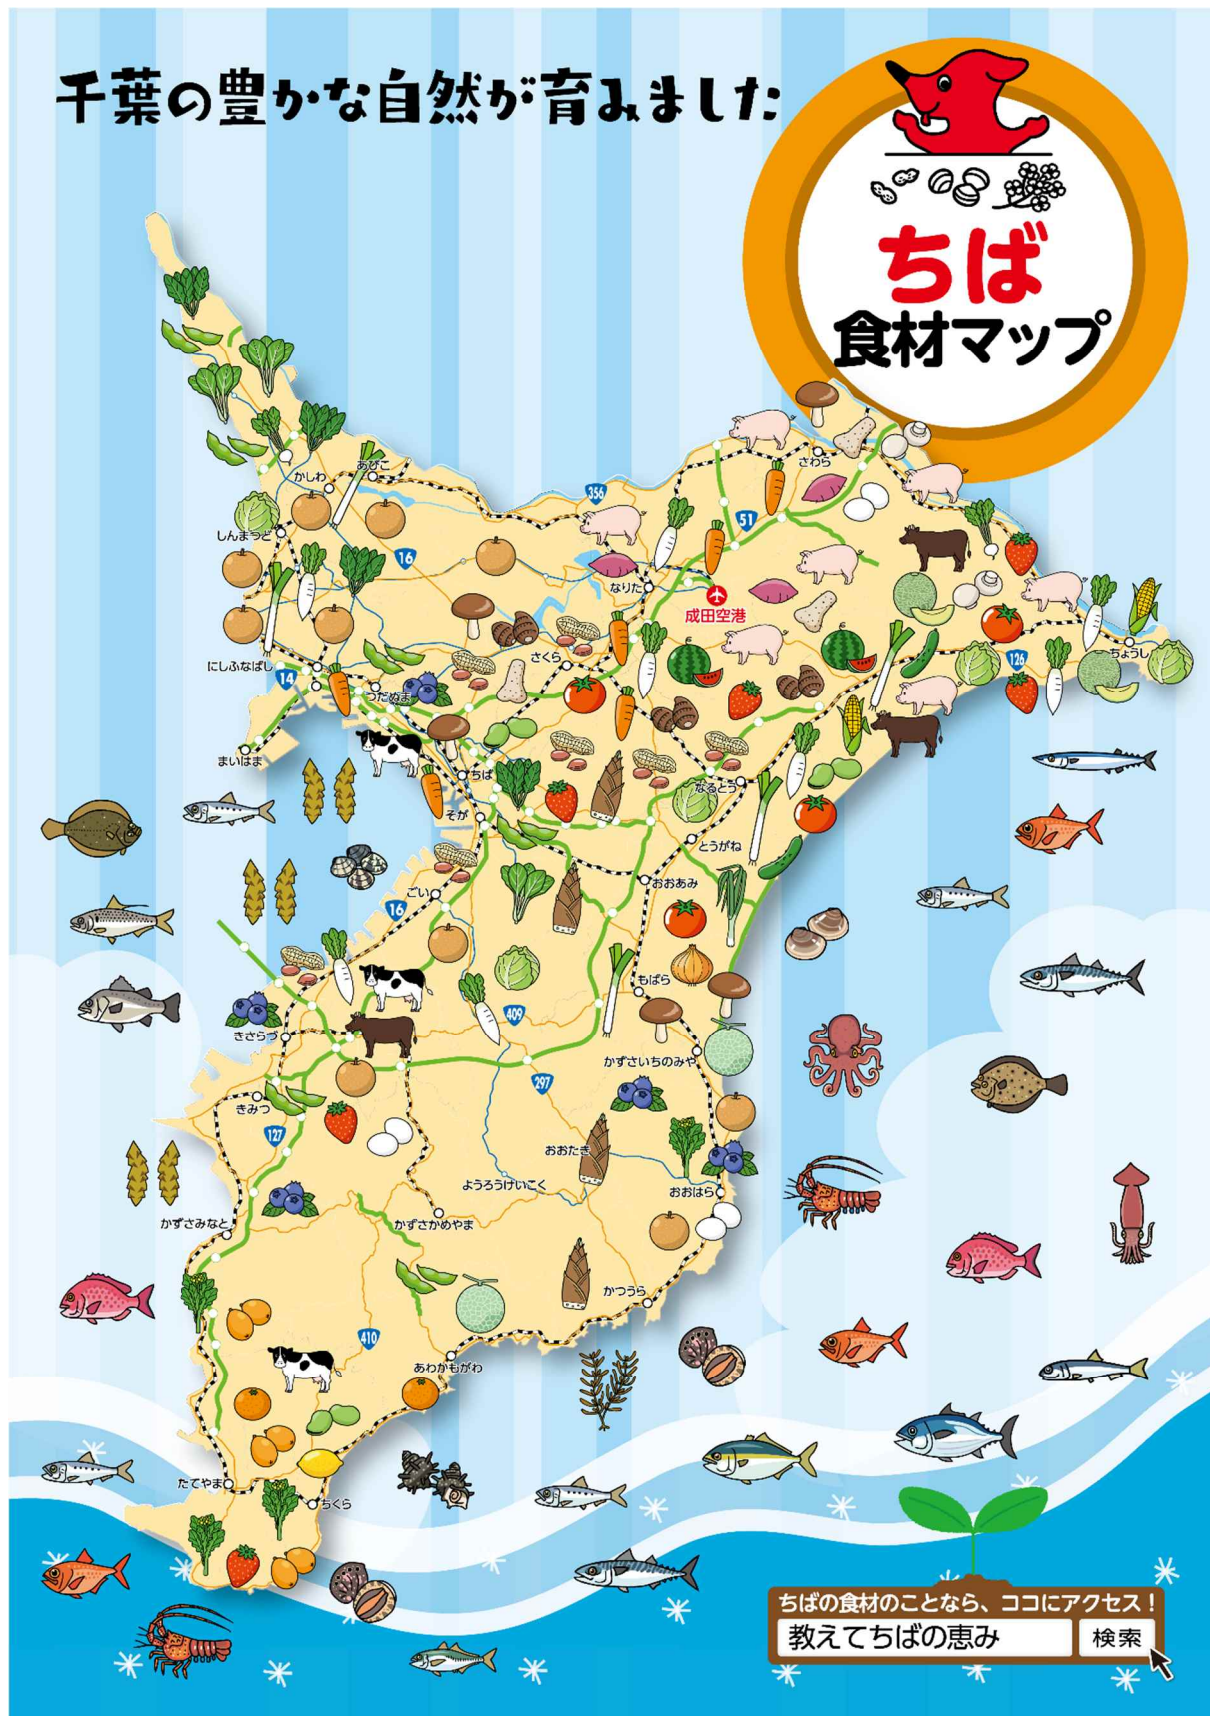 千葉の豊かな自然が育みました
ちば
食材マップ
あびこ
かしわ
さわら
356
51
しんまつど
16
なりた
成田空港
さくら
にしふなばし
14
つだぬま
126
ちょうし
まいはま
ちば
なるとう
そが
とうがね
おおあみ
ごい
16
もばら
409
きさらづ
かずさいちのみや
297
きみつ
127
おおたき
ようろうけいこく
おおはら
かずさみなと
かずさかめやま
かつうら
410
あわかもがわ
たてやま
ちくら
ちばの食材のことなら、ココにアクセス！
教えてちばの恵み
検索